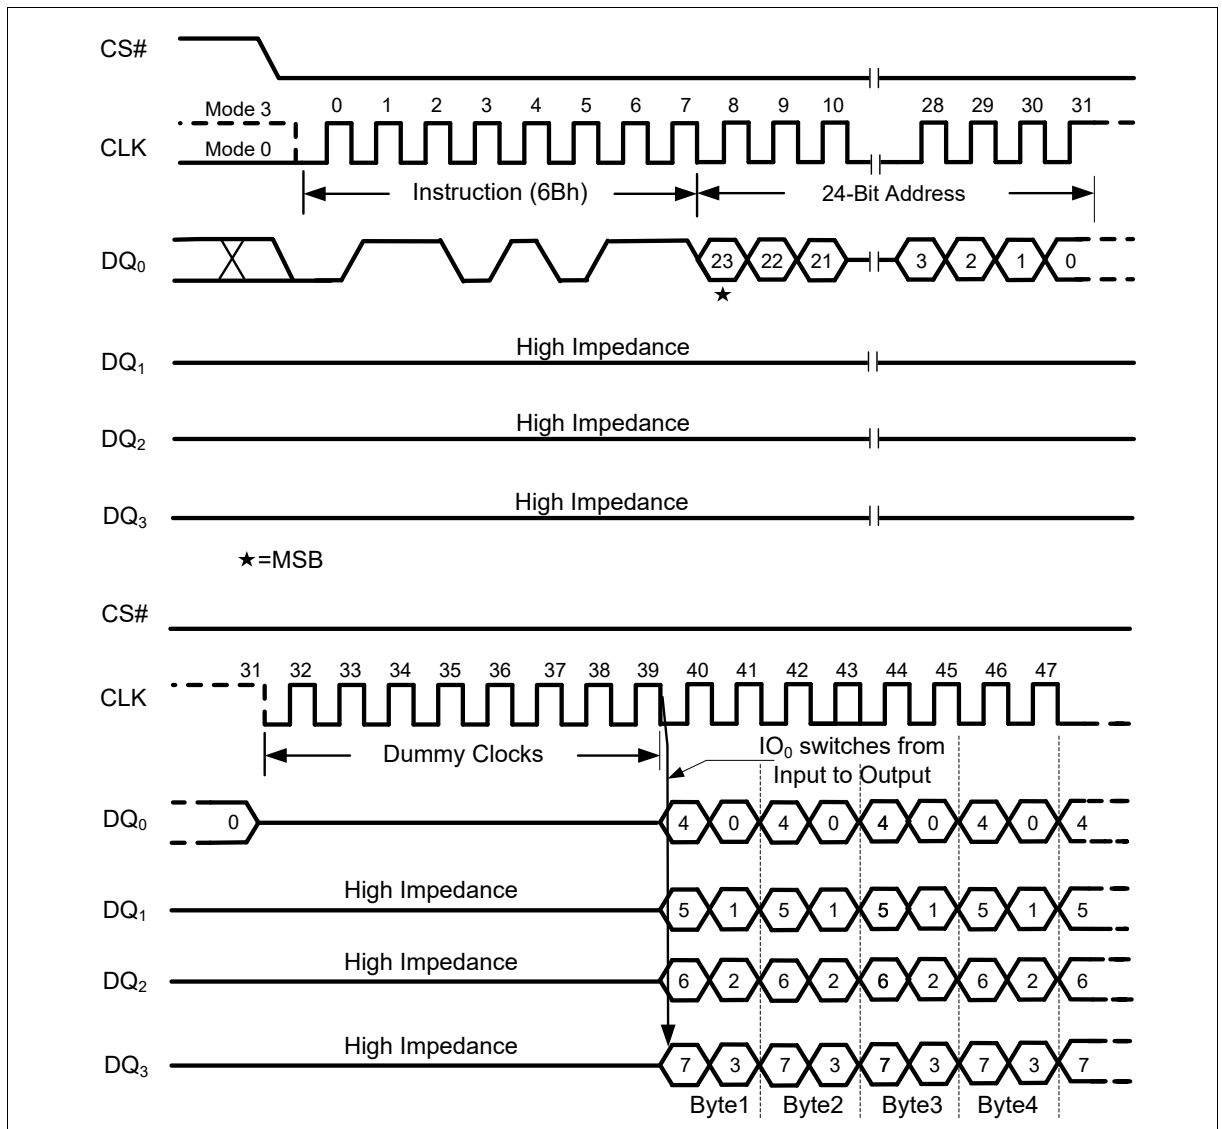 CS#
Mode 3 0 1 2 3 4 5 6 7 8 9 10 28 29 30 31
CLK Mode 0
Instruction (6Bh) 24-Bit Address
DQ0 23 22 21 3 2 1 0
★
High Impedance
DQ1
High Impedance
DQ2
High Impedance
DQ3
★=MSB
CS#
31 32 33 34 35 36 37 38 39 40 41 42 43 44 45 46 47
CLK
Dummy Clocks
IO0 switches from
Input to Output
DQ0 0 4 0 4 0 4 0 4 0 4
High Impedance
DQ1 5 1 5 1 5 1 5 1 5
High Impedance
DQ2 6 2 6 2 6 2 6 2 6
High Impedance
DQ3 7 3 7 3 7 3 7 3 7
Byte1 Byte2 Byte3 Byte4